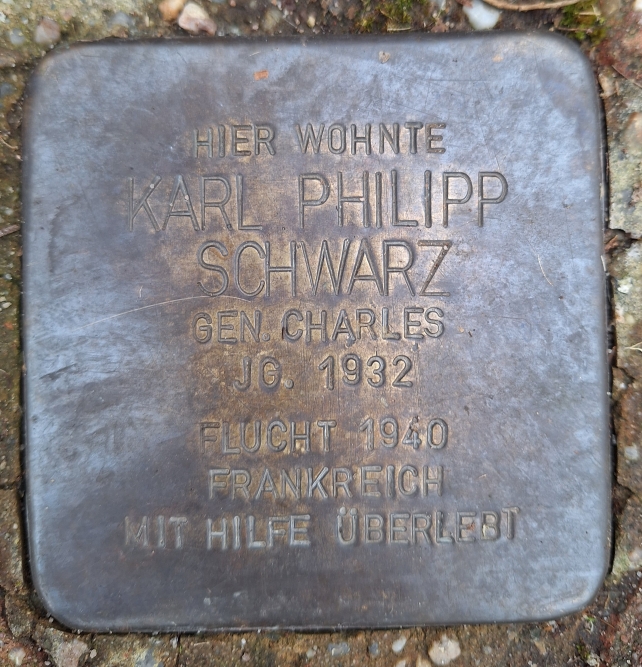 HIER WOHNTE
KARL PHILIPP
SCHWARZ
GEN. CHARLES
JG. 1932
FLUCHT 1940
FRANKREICH
MIT HILFE ÜBERLEBT